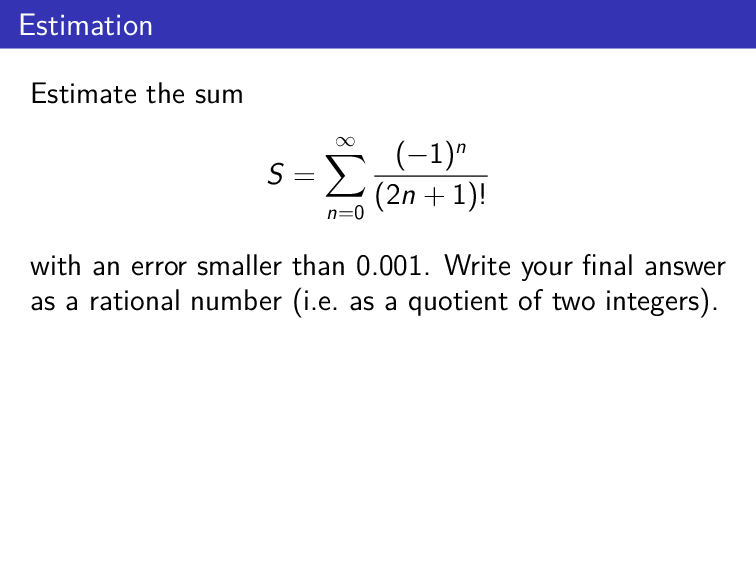 Estimation
Estimate the sum
S = \sum_{n=0}^{\infty} \frac{(−1)^n}{(2n + 1)!}
with an error smaller than 0.001. Write your final answer
as a rational number (i.e. as a quotient of two integers).